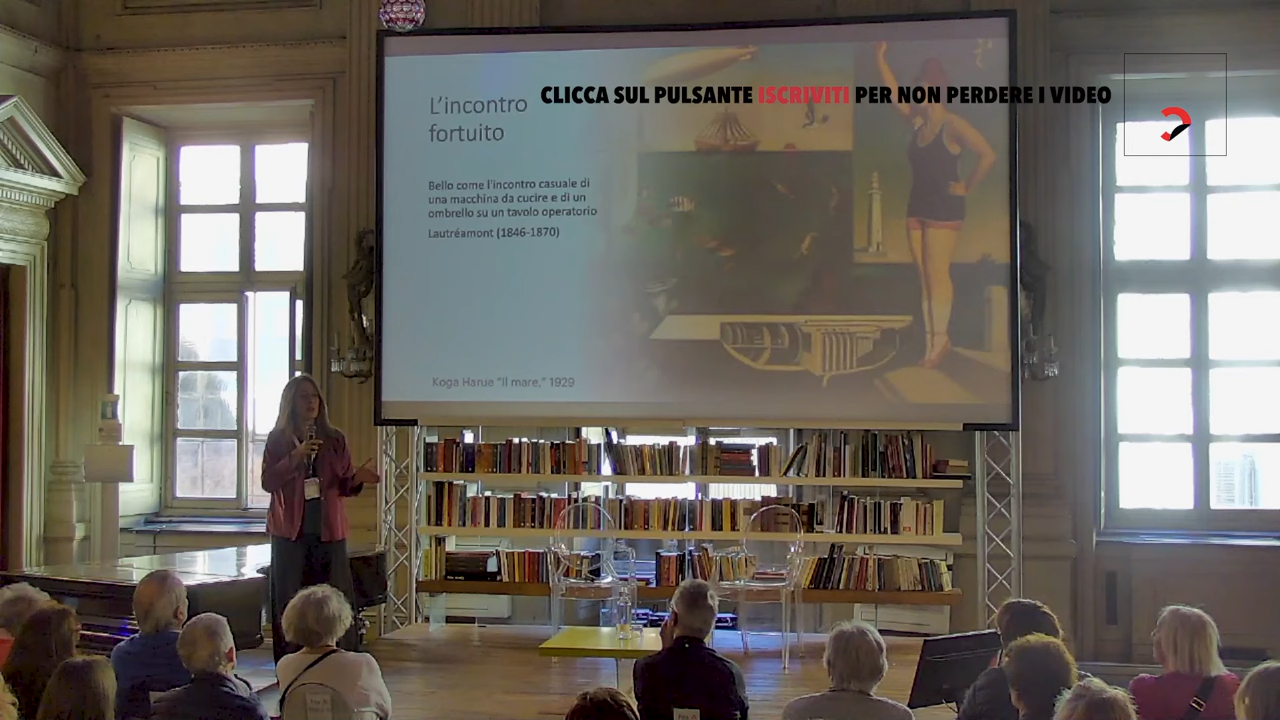 CLICCA SUL PULSANTE ISCRIVITI PER NON PERDERE I VIDEO
L'incontro
fortuito
Bello come l'incontro casuale di
una macchina da cucire e di un
ombrello su un tavolo operatorio
Lautréamont (1846-1870)
Koga Harue "Il mare," 1929